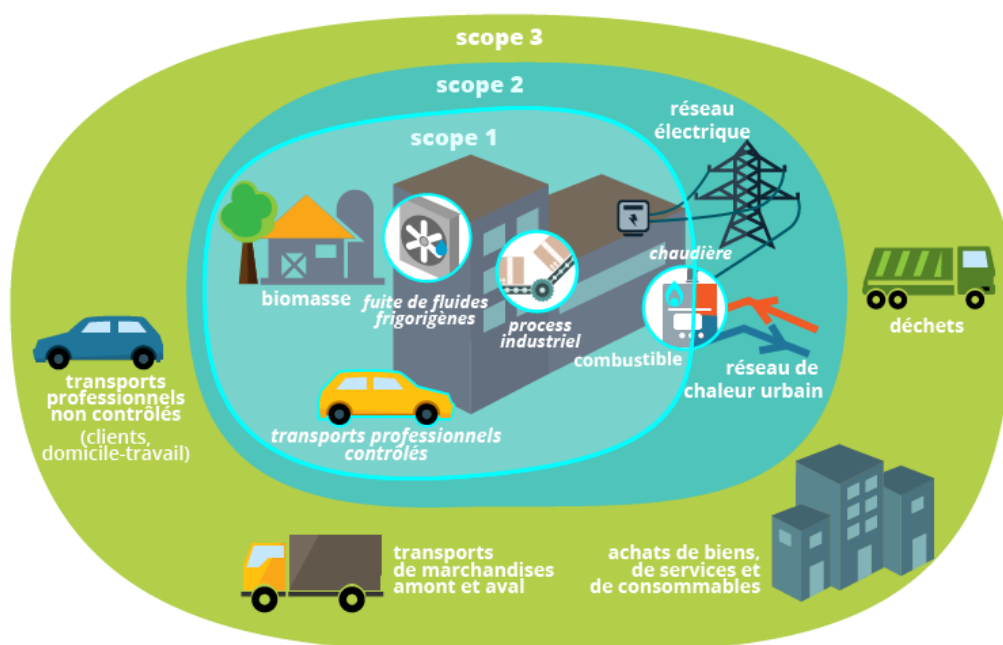 scope 3
scope 2
scope 1
réseau
électrique
biomasse
fuite de fluides
frigorigènes
process
industriel
chaudière
combustible
réseau de
chaleur urbain
déchets
transports
professionnels
non contrôlés
(clients,
domicile-travail)
transports professionnels
contrôlés
transports
de marchandises
amont et aval
achats de biens,
de services et
de consommables